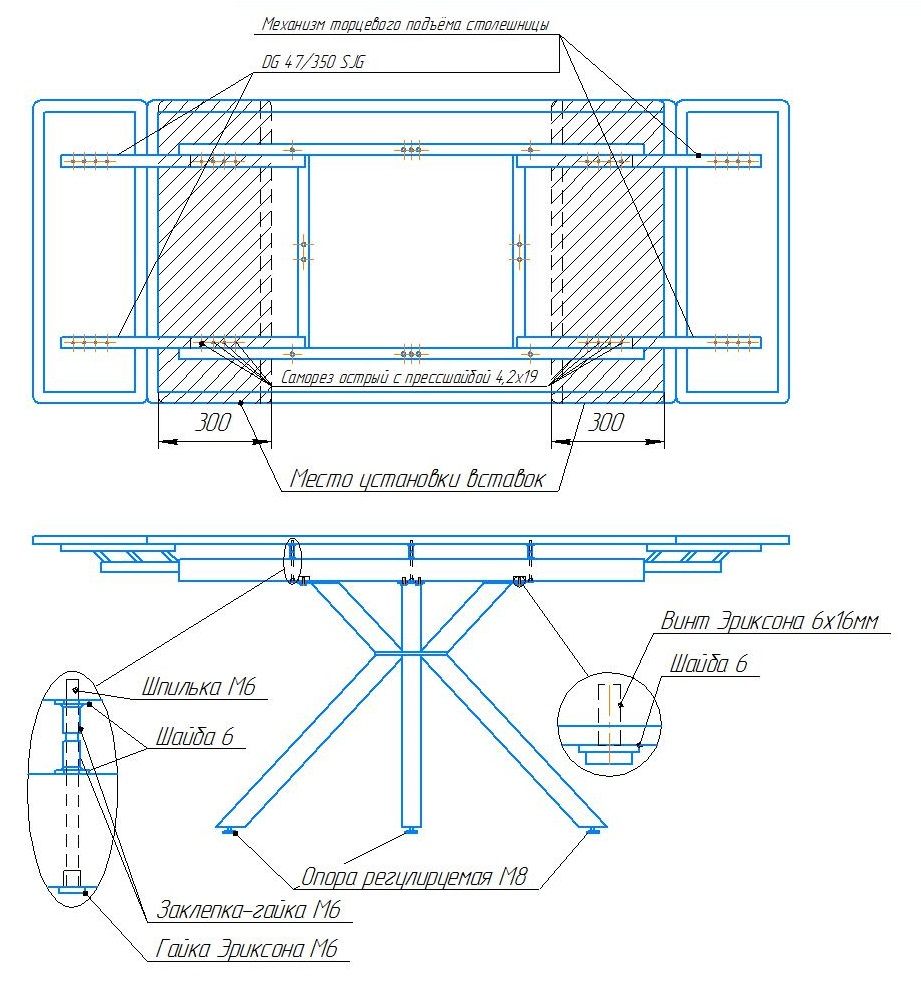 Механизм торцевого подъёма столешницы
DG 47/350 SJG
Саморез острый с прессшайбой 4,2х19
300
300
Место установки вставок
Винт Эриксона 6х16мм
Шайба 6
Шпилька М6
Шайба 6
Опора регулируемая М8
Заклепка-гайка М6
Гайка Эриксона М6